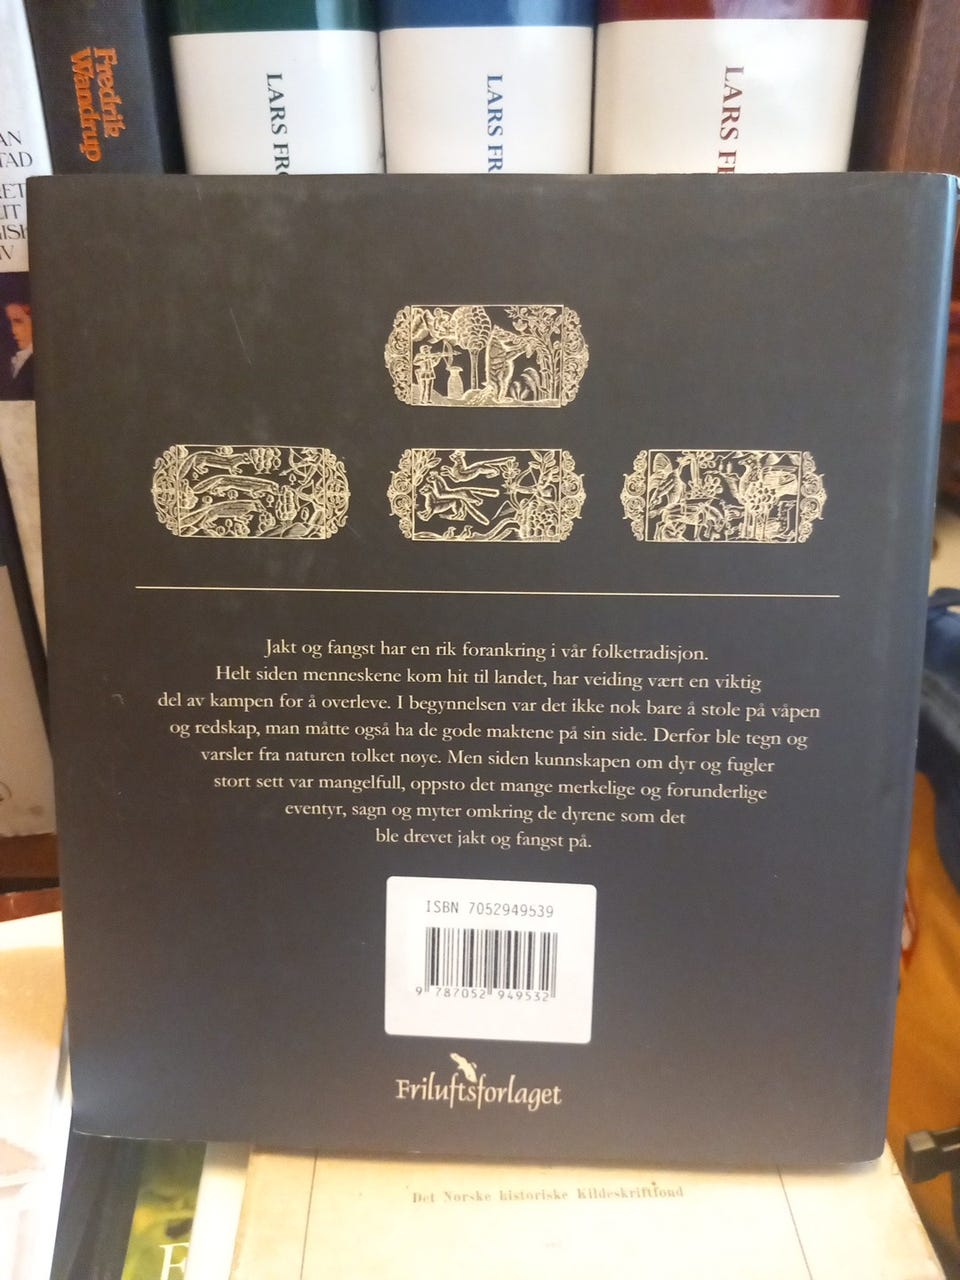 Fredrik
Wandrup
LARS FR
LARS FR
LARS F
Jakt og fangst har en rik forankring i vår folketradisjon.
Helt siden menneskene kom hit til landet, har veiding vært en viktig
del av kampen for å overleve. I begynnelsen var det ikke nok bare å stole på våpen
og redskap, man måtte også ha de gode maktene på sin side. Derfor ble tegn og
varsler fra naturen tolket nøye. Men siden kunnskapen om dyr og fugler
stort sett var mangelfull, oppsto det mange merkelige og forunderlige
eventyr, sagn og myter omkring de dyrene som det
ble drevet jakt og fangst på.
ISBN 7052949539
9 787052 949532
Friluftsforlaget
Det Norske historiske Kildeskriftfond